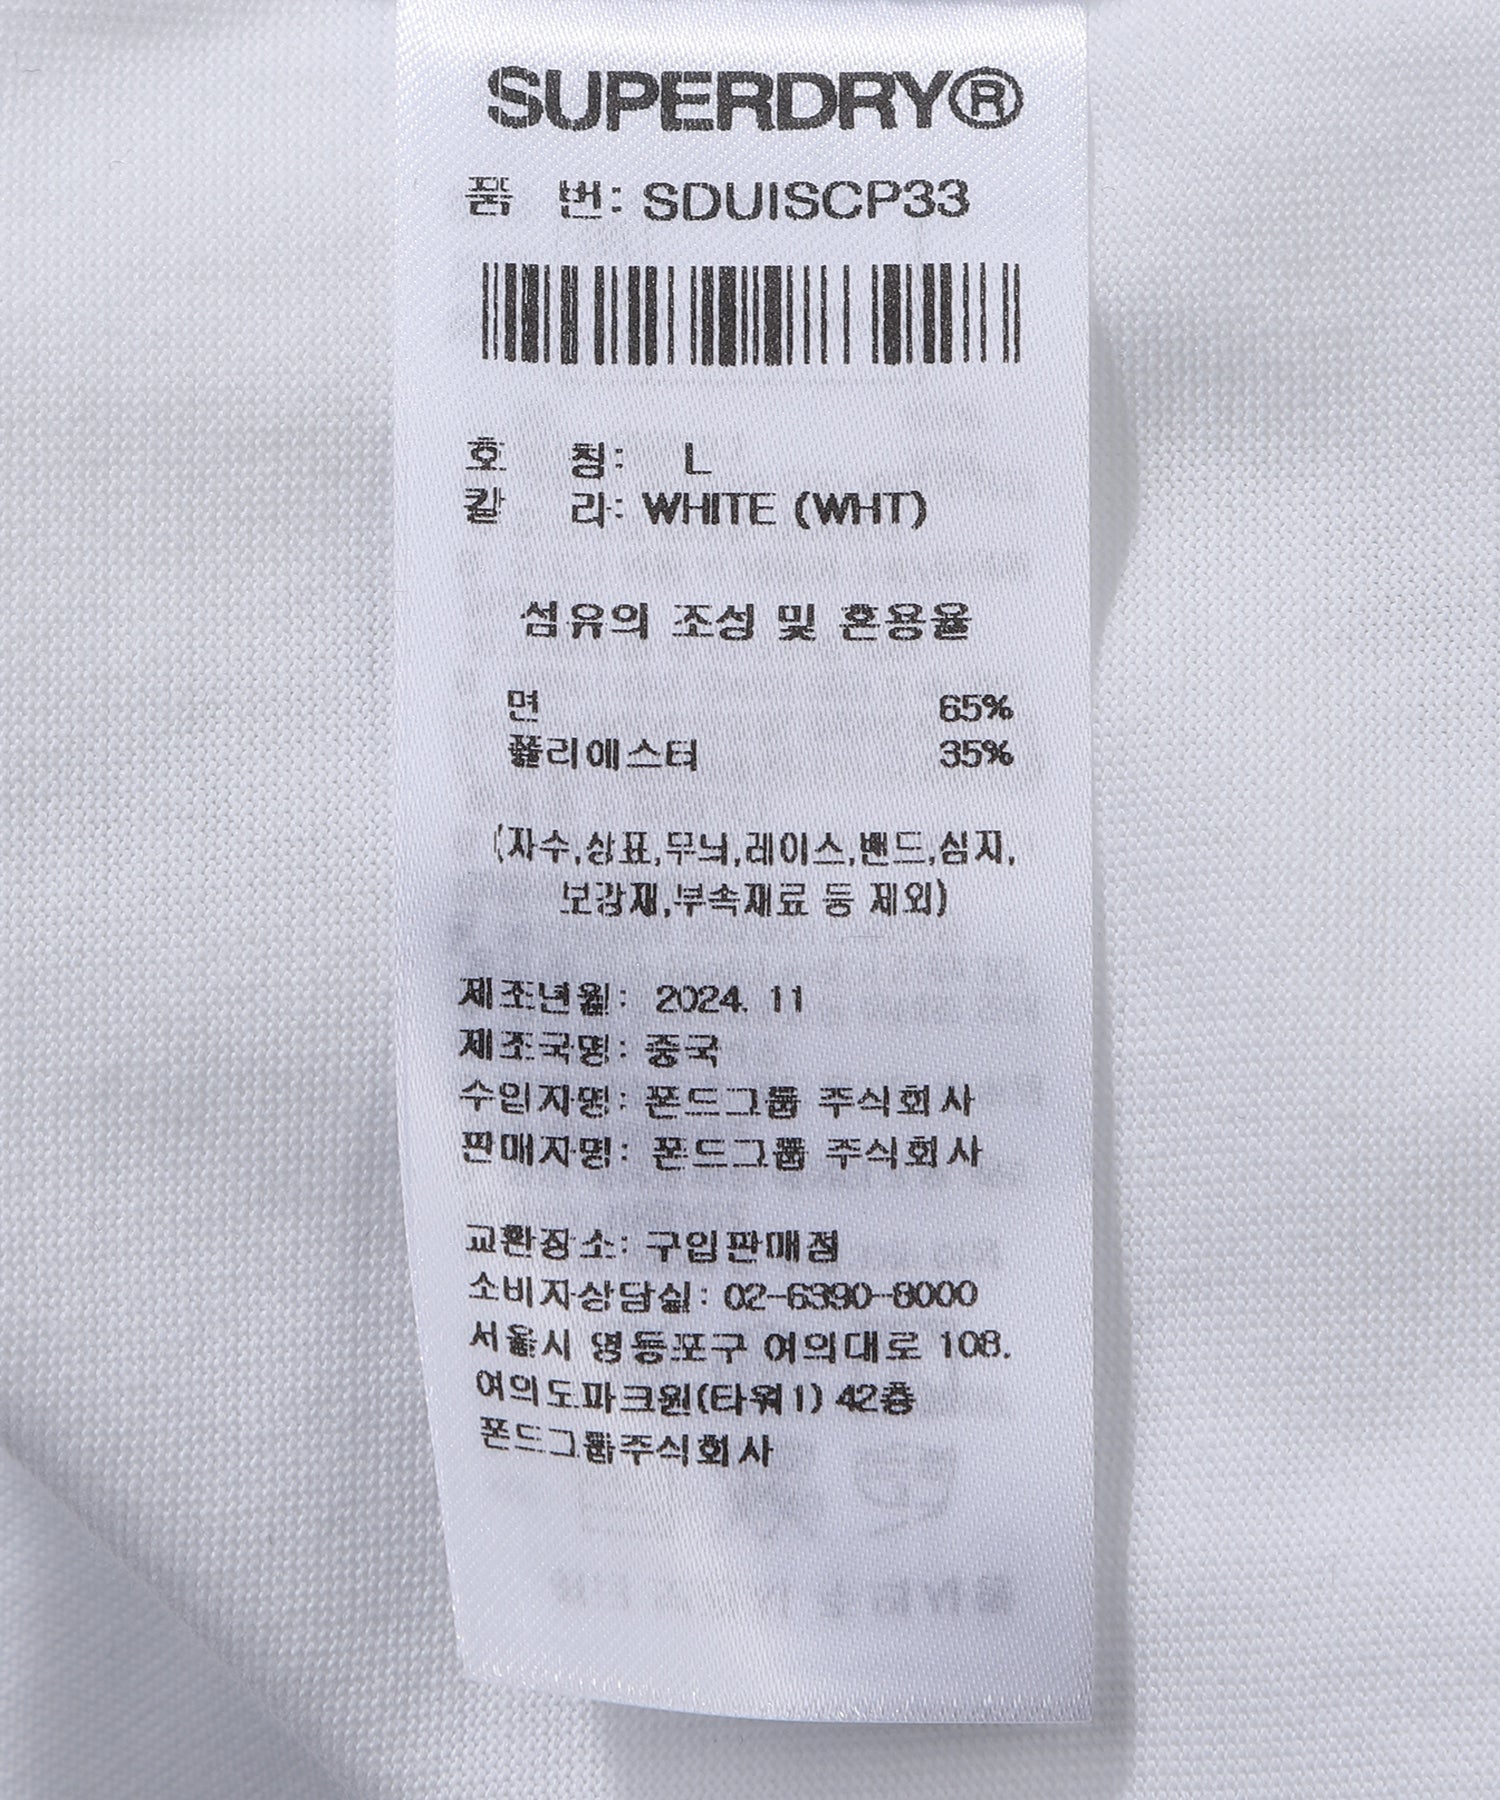 SUPERDRY®
품 번: SDUISCP33
호 칭: L
칼 라: WHITE (WHT)
섬유의 조성 및 혼용율
면 65%
폴리에스터 35%
(자수,상표,무늬,레이스,밴드,심지,
보강재,부속재료 등 제외)
제조년월: 2024. 11
제조국명: 중국
수입자명: 폰드그룹 주식회사
판매자명: 폰드그룹 주식회사
교환장소: 구입판매점
소비자상담실: 02-6390-8000
서울시 영등포구 여의대로 108.
여의도파크원(타워1) 42층
폰드그룹주식회사